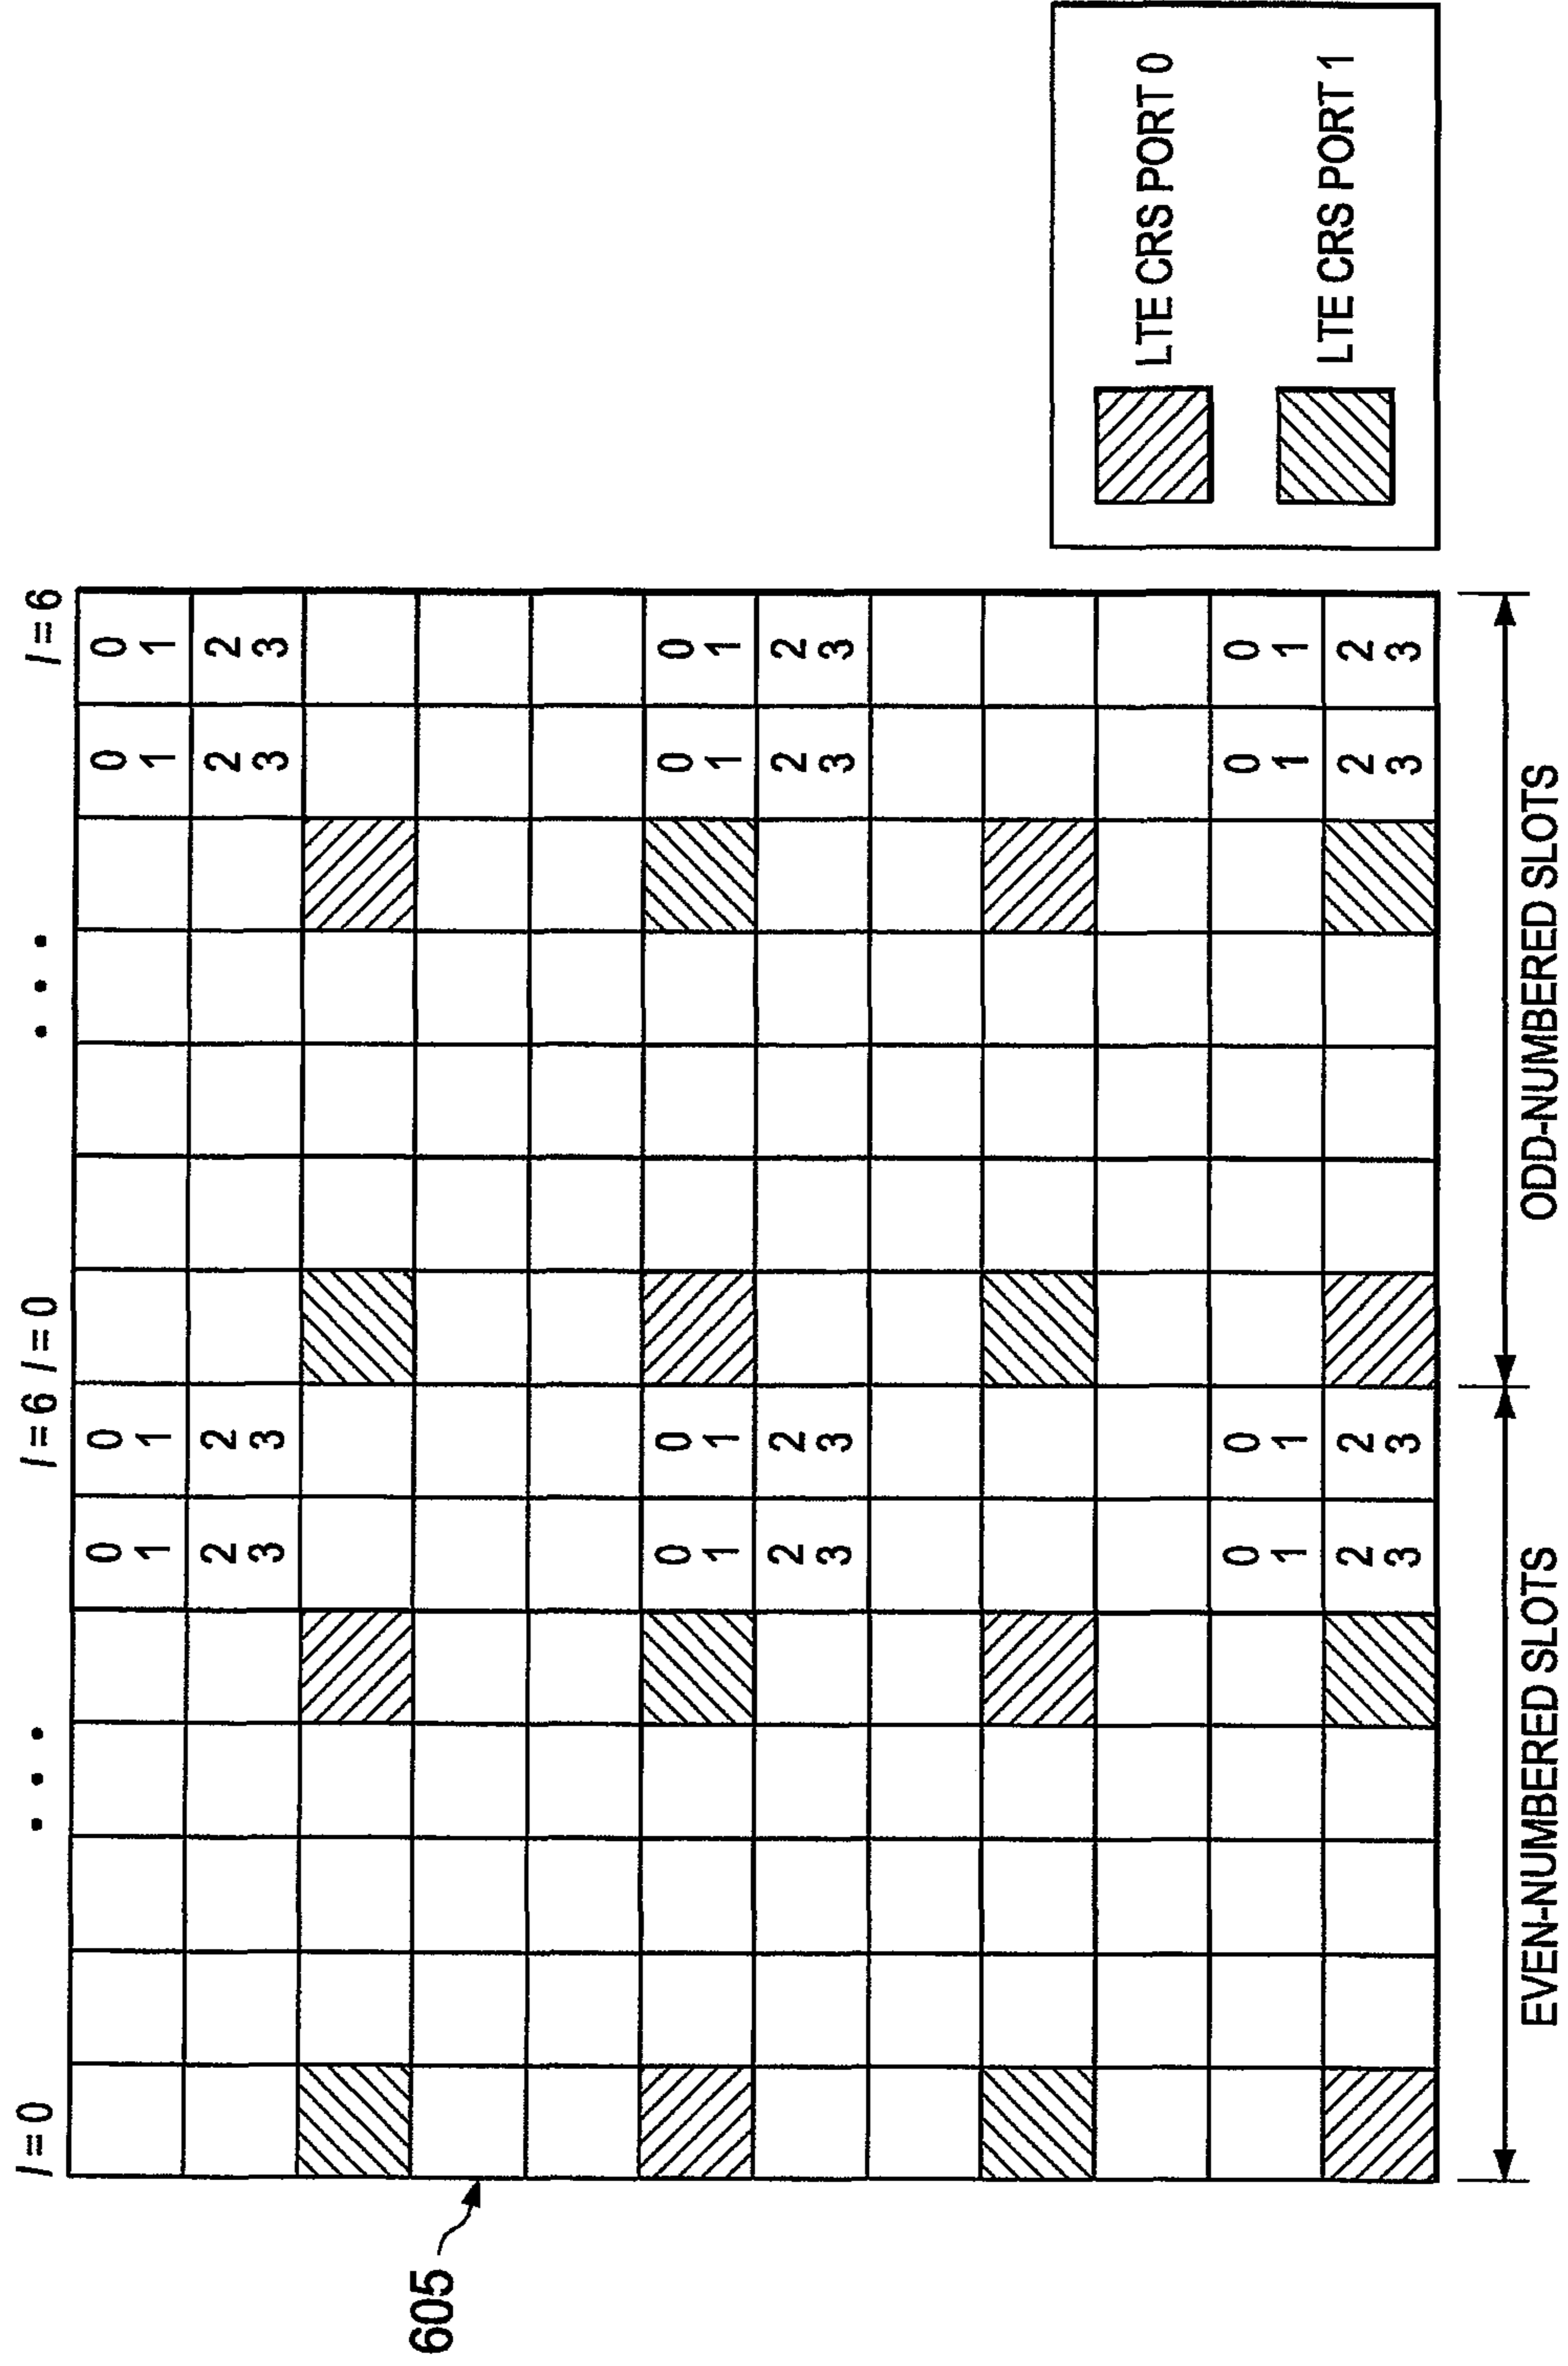 l = 0 • • • l = 6 l = 0 • • • l = 6
0 0 0 0
1 1 1 1
2 2 2 2
3 3 3 3
605
0 0 0 0
1 1 1 1
2 2 2 2
3 3 3 3
0 0 0 0
1 1 1 1
2 2 2 2
3 3 3 3
EVEN-NUMBERED SLOTS
ODD-NUMBERED SLOTS
LTE CRS PORT 0
LTE CRS PORT 1